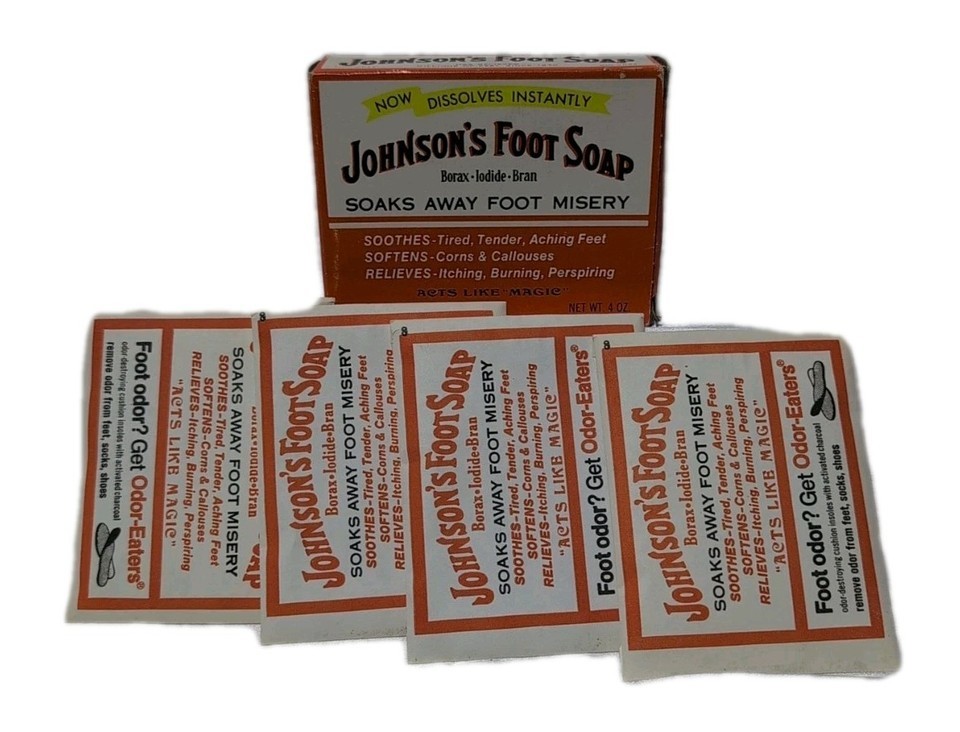 JOHNSON'S FOOT SOAP
NOW DISSOLVES INSTANTLY
JOHNSON'S FOOT SOAP
Borax • Iodide • Bran
SOAKS AWAY FOOT MISERY
SOOTHES-Tired, Tender, Aching Feet
SOFTENS-Corns & Callouses
RELIEVES-Itching, Burning, Perspiring
ACTS LIKE "MAGIC"
NET WT. 4 OZ.
SOAP
Borax•Iodide•Bran
SOAKS AWAY FOOT MISERY
SOOTHES-Tired, Tender, Aching Feet
SOFTENS-Corns & Callouses
RELIEVES-Itching, Burning, Perspiring
"ACTS LIKE MAGIC"
Foot odor? Get Odor-Eaters®
odor-destroying cushion insoles with activated charcoal
remove odor from feet, socks, shoes
JOHNSON'S FOOT SOAP
Borax•Iodide•Bran
SOAKS AWAY FOOT MISERY
SOOTHES-Tired, Tender, Aching Feet
SOFTENS-Corns & Callouses
RELIEVES-Itching, Burning, Perspiring
JOHNSON'S FOOT SOAP
Borax•Iodide•Bran
SOAKS AWAY FOOT MISERY
SOOTHES-Tired, Tender, Aching Feet
SOFTENS-Corns & Callouses
RELIEVES-Itching, Burning, Perspiring
"ACTS LIKE MAGIC"
Foot odor? Get Odor-Eaters®
JOHNSON'S FOOT SOAP
Borax•Iodide•Bran
SOAKS AWAY FOOT MISERY
SOOTHES-Tired, Tender, Aching Feet
SOFTENS-Corns & Callouses
RELIEVES-Itching, Burning, Perspiring
"ACTS LIKE MAGIC"
Foot odor? Get Odor-Eaters®
odor-destroying cushion insoles with activated charcoal
remove odor from feet, socks, shoes